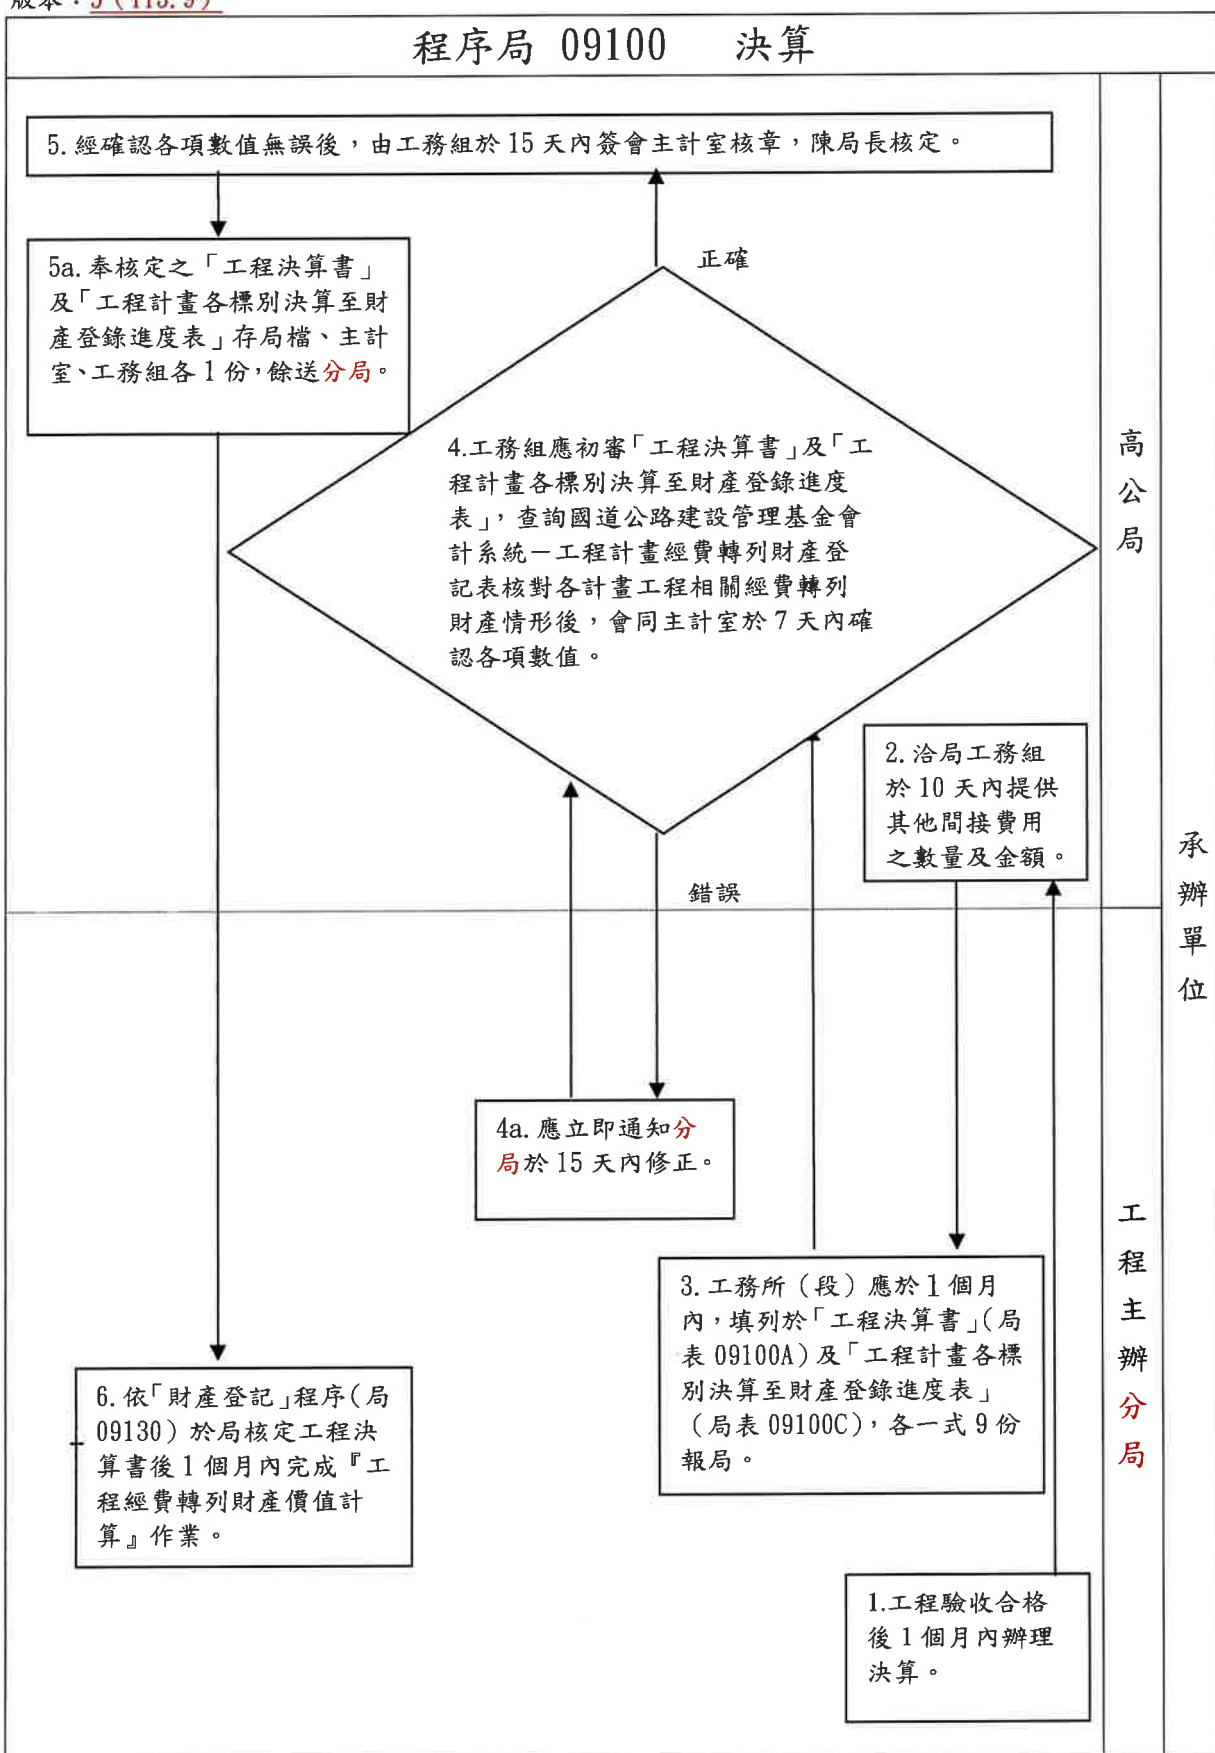 版本：J（113.9）
程序局 09100 決算
5.經確認各項數值無誤後，由工務組於 15 天內簽會主計室核章，陳局長核定。
5a.奉核定之「工程決算書」
及「工程計畫各標別決算至財
產登錄進度表」存局檔、主計
室、工務組各 1 份，餘送分局。
正確
4.工務組應初審「工程決算書」及「工
程計畫各標別決算至財產登錄進度
表」，查詢國道公路建設管理基金會
計系統－工程計畫經費轉列財產登
記表核對各計畫工程相關經費轉列
財產情形後，會同主計室於 7 天內確
認各項數值。
高公局
2.洽局工務組
於 10 天內提供
其他間接費用
之數量及金額。
錯誤
承辦單位
4a.應立即通知分
局於 15 天內修正。
3.工務所（段）應於 1 個月
內，填列於「工程決算書」（局
表 09100A）及「工程計畫各標
別決算至財產登錄進度表」
（局表 09100C），各一式 9 份
報局。
工程主辦分局
6.依「財產登記」程序（局
09130）於局核定工程決
算書後 1 個月內完成『工
程經費轉列財產價值計
算』作業。
1.工程驗收合格
後 1 個月內辦理
決算。